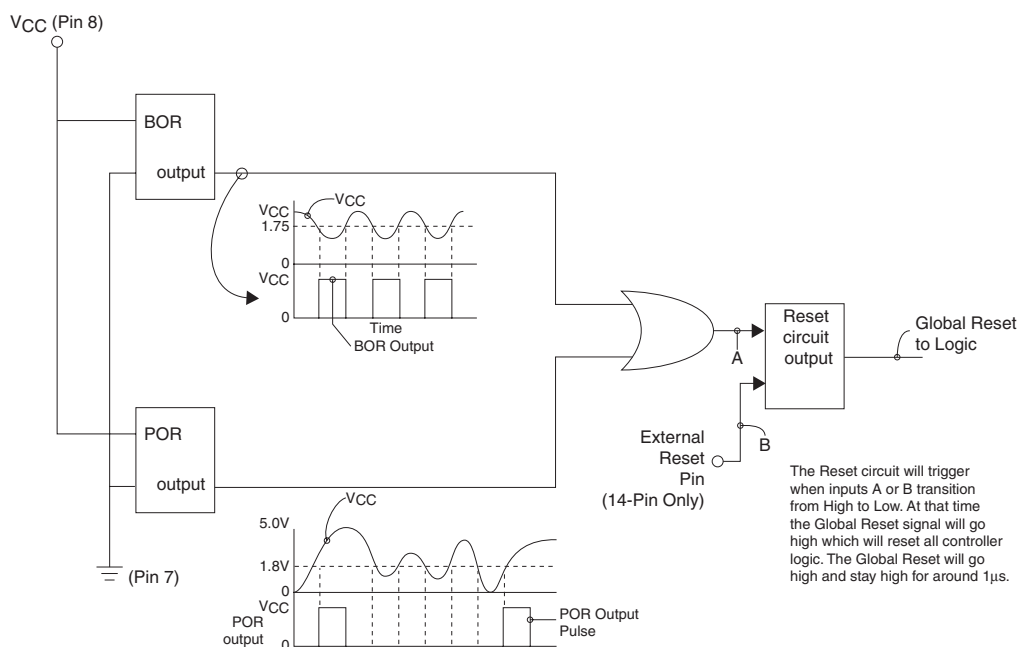 VCC (Pin 8)
BOR
output
VCC
VCC
1.75
0
VCC
0
Time
BOR Output
POR
output
(Pin 7)
VCC
5.0V
1.8V
0
VCC
POR
output
0
POR Output
Pulse
A
Reset
circuit
output
Global Reset
to Logic
B
External
Reset
Pin
(14-Pin Only)
The Reset circuit will trigger
when inputs A or B transition
from High to Low. At that time
the Global Reset signal will go
high which will reset all controller
logic. The Global Reset will go
high and stay high for around 1µs.